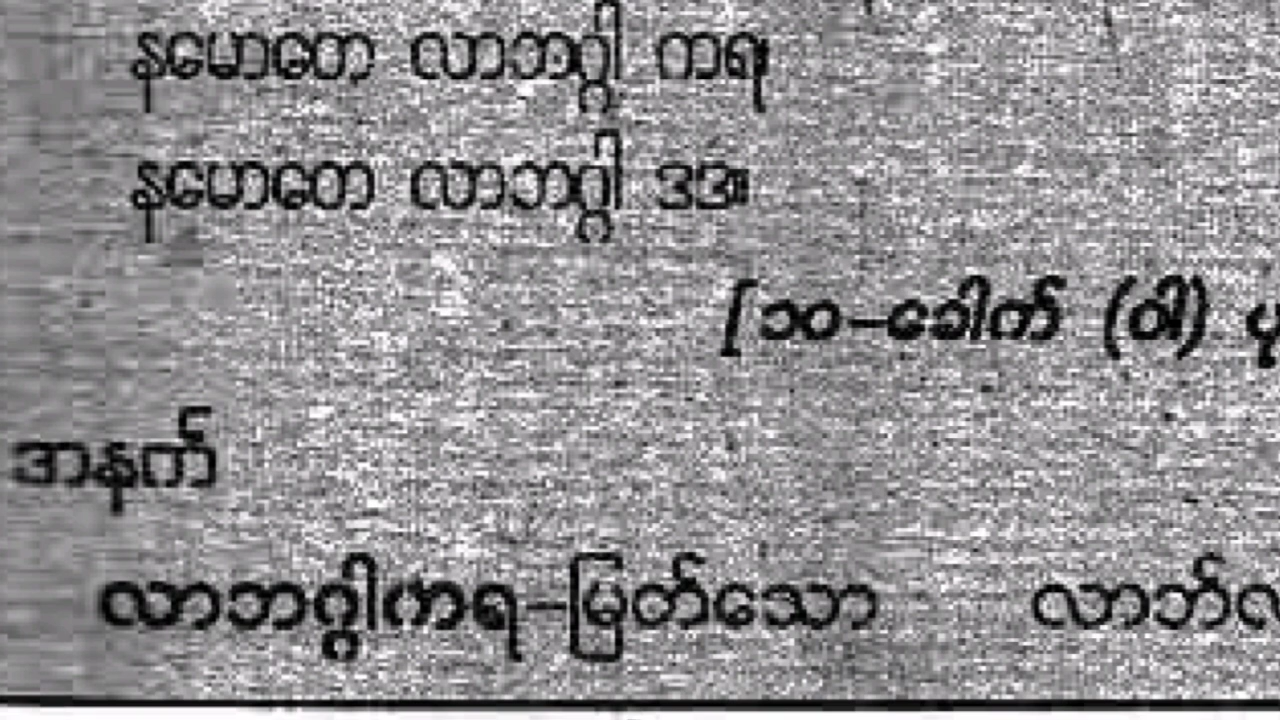 နမောတေ လာဘဂ္ဂါ ကရ၊
နမောတေ လာဘဂ္ဂါ ဒဒ။
[၁၀-ခေါက် (ဝါ)
အနက်
လာဘဂ္ဂါကရ-မြတ်သော